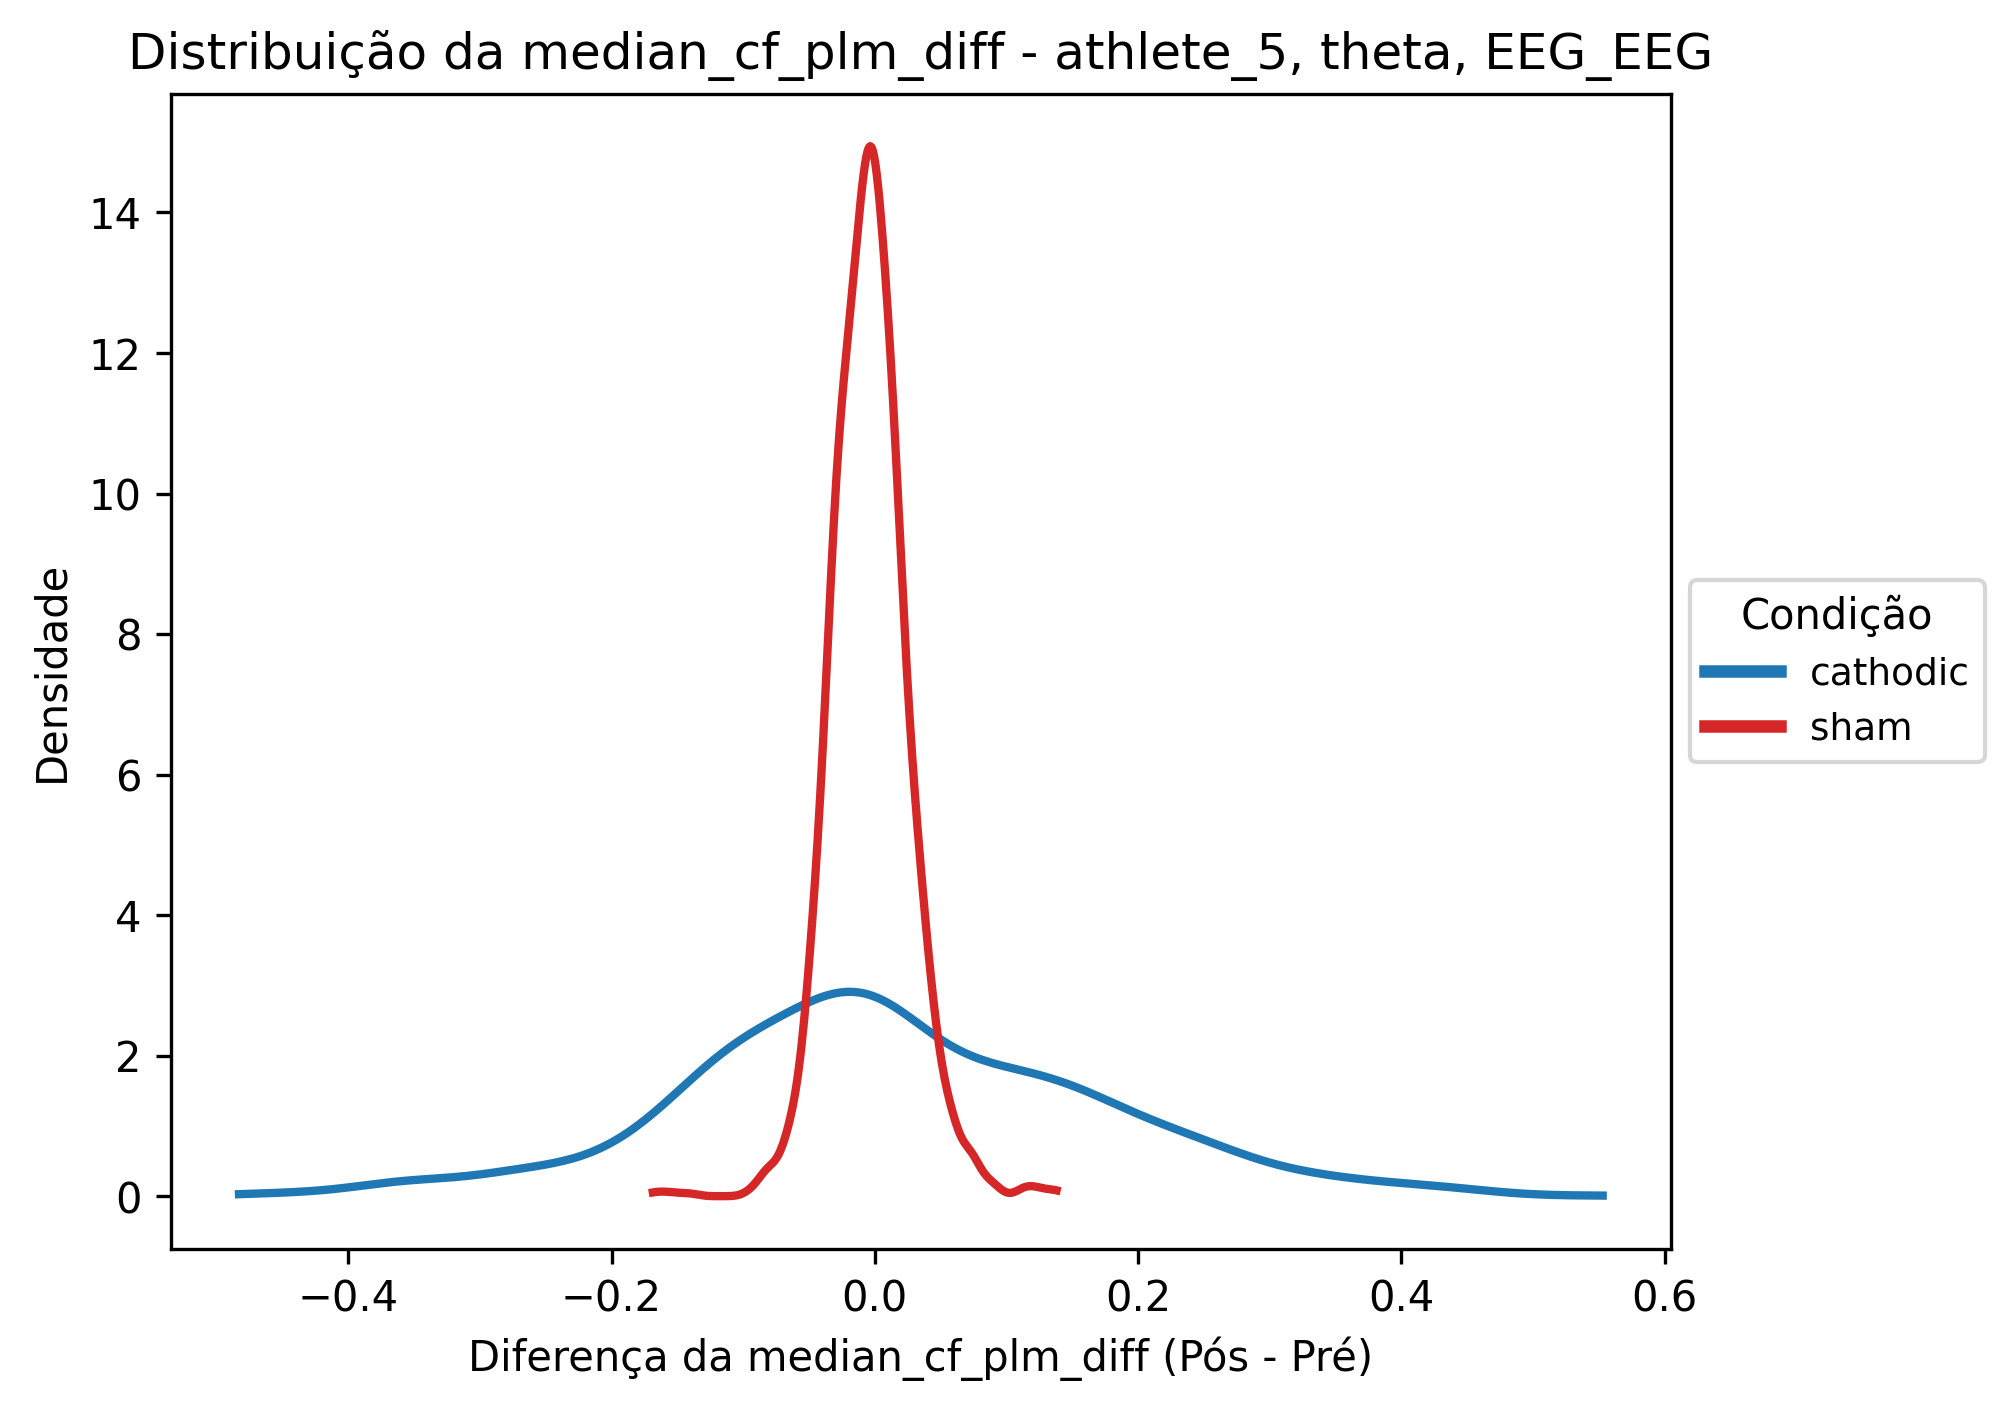 Distribuição da median_cf_plm_diff - athlete_5, theta, EEG_EEG
14
12
10
8
6
4
2
0
Densidade
−0.4
−0.2
0.0
0.2
0.4
0.6
Diferença da median_cf_plm_diff (Pós - Pré)
Condição
cathodic
sham